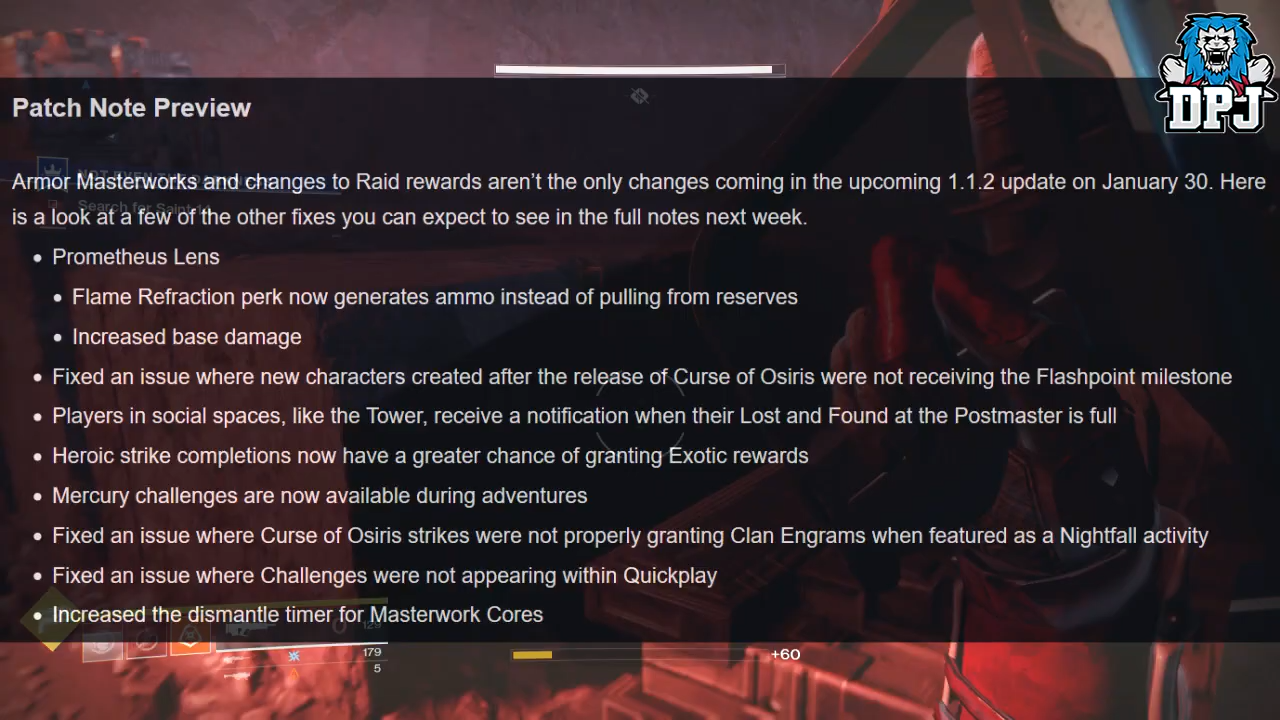 DPJ
Patch Note Preview
Armor Masterworks and changes to Raid rewards aren’t the only changes coming in the upcoming 1.1.2 update on January 30. Here
is a look at a few of the other fixes you can expect to see in the full notes next week.
• Prometheus Lens
• Flame Refraction perk now generates ammo instead of pulling from reserves
• Increased base damage
• Fixed an issue where new characters created after the release of Curse of Osiris were not receiving the Flashpoint milestone
• Players in social spaces, like the Tower, receive a notification when their Lost and Found at the Postmaster is full
• Heroic strike completions now have a greater chance of granting Exotic rewards
• Mercury challenges are now available during adventures
• Fixed an issue where Curse of Osiris strikes were not properly granting Clan Engrams when featured as a Nightfall activity
• Fixed an issue where Challenges were not appearing within Quickplay
• Increased the dismantle timer for Masterwork Cores
179
5
+60